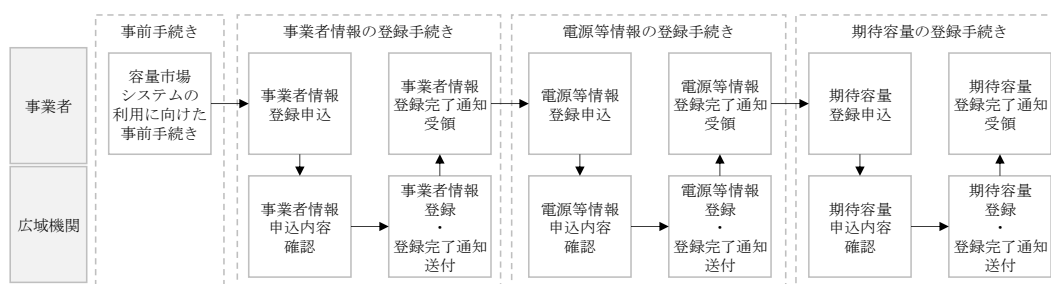 事前手続き
事業者情報の登録手続き
電源等情報の登録手続き
期待容量の登録手続き
事業者
容量市場
システムの
利用に向けた
事前手続き
事業者情報
登録申込
事業者情報
登録完了通知
受領
電源等情報
登録申込
電源等情報
登録完了通知
受領
期待容量
登録申込
期待容量
登録完了通知
受領
広域機関
事業者情報
申込内容
確認
事業者情報
登録
・
登録完了通知
送付
電源等情報
申込内容
確認
電源等情報
登録
・
登録完了通知
送付
期待容量
申込内容
確認
期待容量
登録
・
登録完了通知
送付